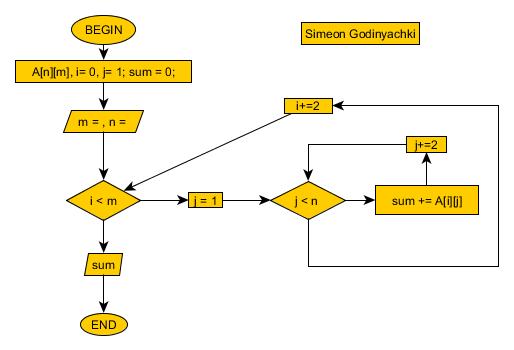 BEGIN
Simeon Godinyachki
A[n][m], i= 0, j= 1; sum = 0;
i+=2
m = , n =
j+=2
i < m
j = 1
j < n
sum += A[i][j]
sum
END